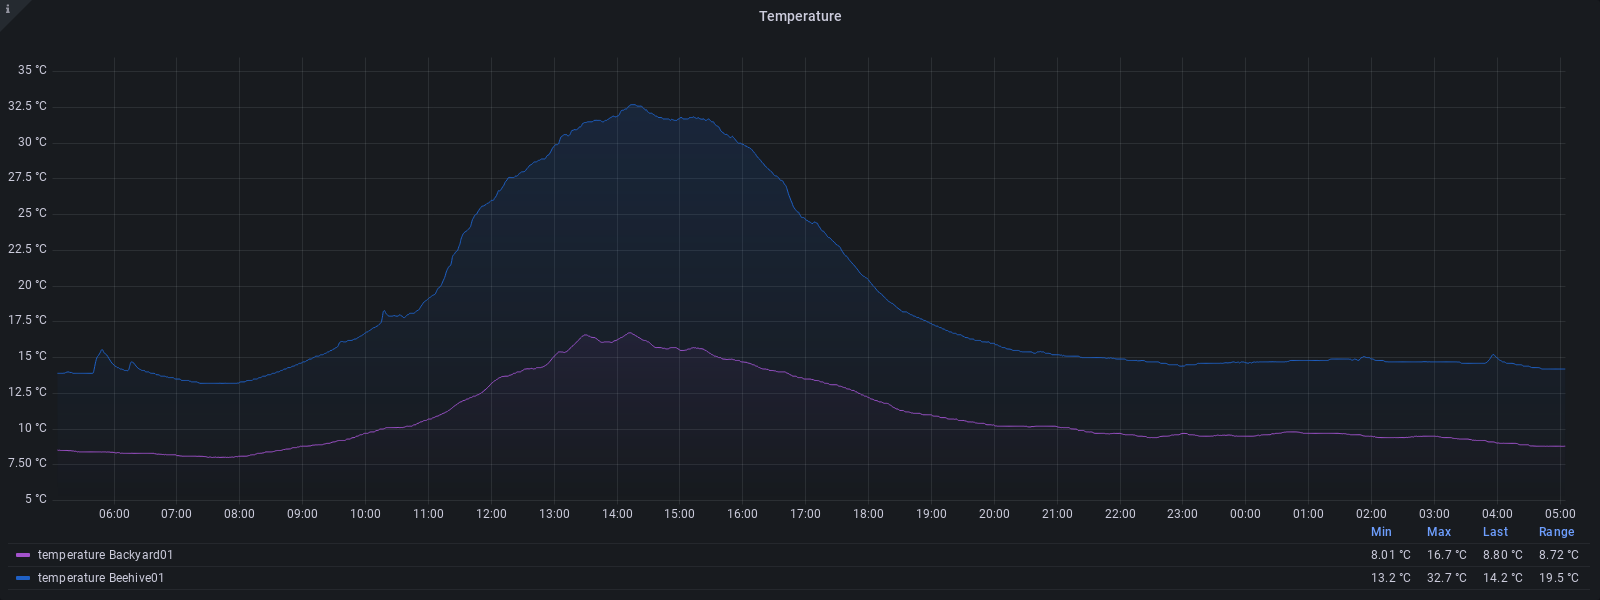 i
Temperature
35 °C
32.5 °C
30 °C
27.5 °C
25 °C
22.5 °C
20 °C
17.5 °C
15 °C
12.5 °C
10 °C
7.50 °C
5 °C
06:00 07:00 08:00 09:00 10:00 11:00 12:00 13:00 14:00 15:00 16:00 17:00 18:00 19:00 20:00 21:00 22:00 23:00 00:00 01:00 02:00 03:00 04:00 05:00
Min Max Last Range
temperature Backyard01 8.01 °C 16.7 °C 8.80 °C 8.72 °C
temperature Beehive01 13.2 °C 32.7 °C 14.2 °C 19.5 °C